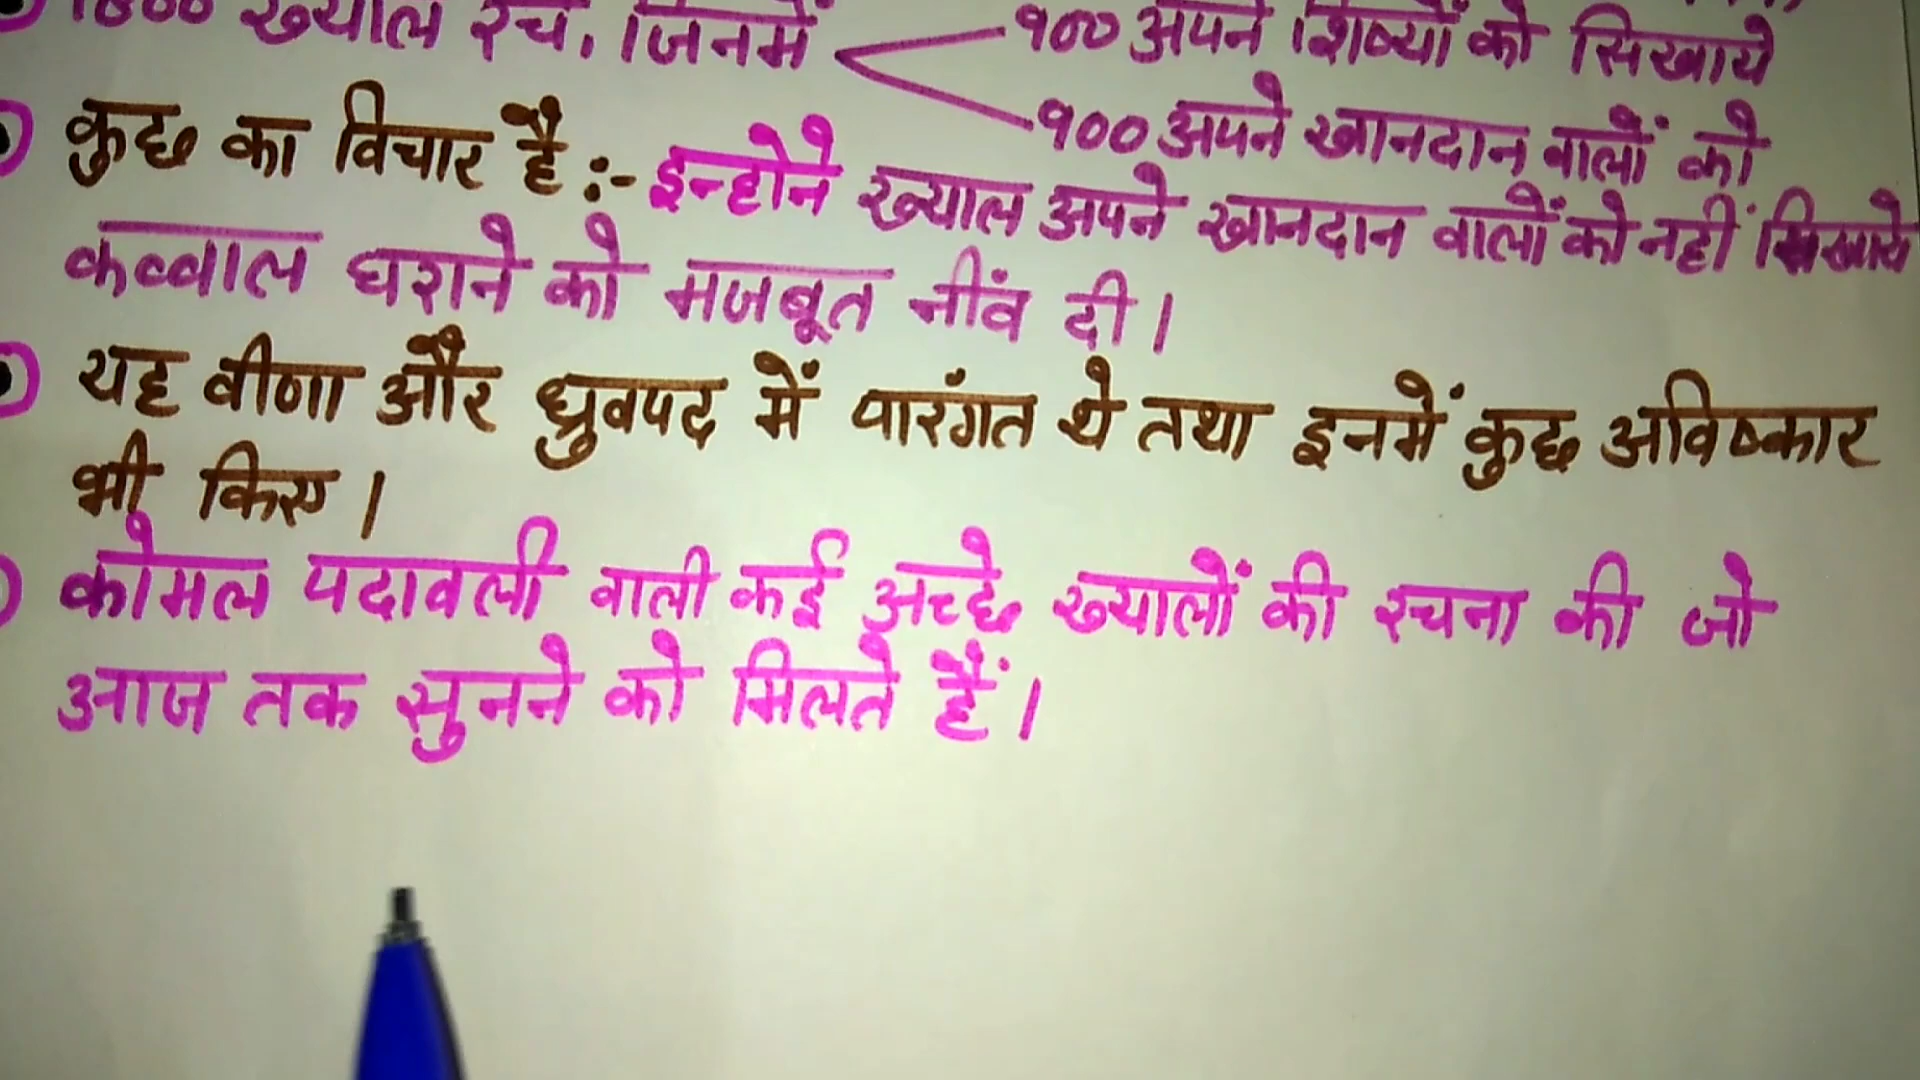 ख्याल रचे, जिनमें
१०० अपने शिष्यों को सिखाये
१०० अपने खानदान वालों को
कुछ का विचार है :- इन्होने ख्याल अपने खानदान वालों को नहीं सिखाये
कव्वाल घराने को मजबूत नींव दी।
यह वीणा और ध्रुवपद में पारंगत थे तथा इनमें कुछ अविष्कार
भी किए।
कोमल पदावली वाली कई अच्छे ख्यालों की रचना की जो
आज तक सुनने को मिलते हैं।